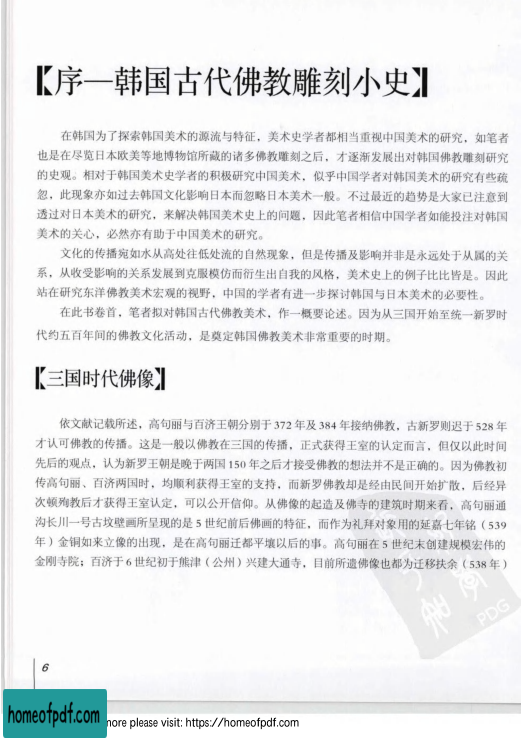 【序—韩国古代佛教雕刻小史】
在韩国为了探索韩国美术的源流与特征，美术史学者都相当重视中国美术的研究，如笔者
也是在尽览日本欧美等地博物馆所藏的诸多佛教雕刻之后，才逐渐发展出对韩国佛教雕刻研究
的史观。相对于韩国美术史学者的积极研究中国美术，似乎中国学者对韩国美术的研究有些疏
忽，此现象亦如过去韩国文化影响日本而忽略日本美术一般。不过最近的趋势是大家已注意到
透过对日本美术的研究，来解决韩国美术史上的问题，因此笔者相信中国学者如能投注对韩国
美术的关心，必然亦有助于中国美术的研究。
文化的传播宛如水从高处往低处流的自然现象，但是传播及影响并非是永远处于从属的关
系，从收受影响的关系发展到克服模仿而衍生出自我的风格，美术史上的例子比比皆是。因此
站在研究东洋佛教美术宏观的视野，中国的学者有进一步探讨韩国与日本美术的必要性。
在此书卷首，笔者拟对韩国古代佛教美术，作一概要论述。因为从三国开始至统一新罗时
代约五百年间的佛教文化活动，是奠定韩国佛教美术非常重要的时期。
【三国时代佛像】
依文献记载所述，高句丽与百济王朝分别于 372 年及 384 年接纳佛教，古新罗则迟于 528 年
才认可佛教的传播。这是一般以佛教在三国的传播，正式获得王室的认定而言，但仅以此时间
先后的观点，认为新罗王朝是晚于两国 150 年之后才接受佛教的想法并不是正确的。因为佛教初
传高句丽、百济两国时，均顺利获得王室的支持，而新罗佛教却是经由民间开始扩散，后经异
次顿殉教后才获得王室认定，可以公开信仰。从佛像的起造及佛寺的建筑时期来看，高句丽通
沟长川一号古坟壁画所呈现的是 5 世纪前后佛画的特征，而作为礼拜对象用的延嘉七年铭（539
年）金铜如来立像的出现，是在高句丽迁都平壤以后的事。高句丽在 5 世纪末创建规模宏伟的
金刚寺院；百济于 6 世纪初于熊津（公州）兴建大通寺，目前所遗佛像也都为迁移扶余（538 年）
PDG
6
homeofpdf.com
more please visit: https://homeofpdf.com